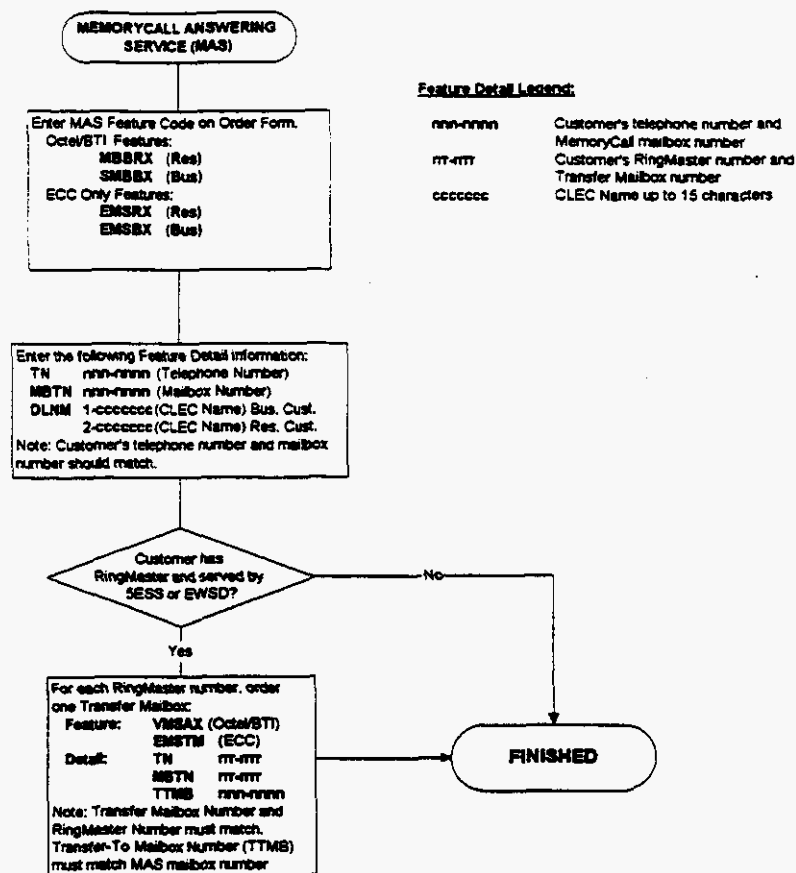 MEMORYCALL ANSWERING
SERVICE (MAS)
Feature Detail Legend:
nnn-nnnn Customer's telephone number and
MemoryCall mailbox number
rrr-rrrr Customer's RingMaster number and
Transfer Mailbox number
ccccccc CLEC Name up to 15 characters
Enter MAS Feature Code on Order Form.
Octel/BTI Features:
MBBRX (Res)
SMBBX (Bus)
ECC Only Features:
EMSRX (Res)
EMSBX (Bus)
Enter the following Feature Detail information:
TN nnn-nnnn (Telephone Number)
MBTN nnn-nnnn (Mailbox Number)
DLNM 1-ccccccc (CLEC Name) Bus. Cust.
2-ccccccc (CLEC Name) Res. Cust.
Note: Customer's telephone number and mailbox
number should match.
Customer has
RingMaster and served by
5ESS or EWSD?
No
Yes
For each RingMaster number, order
one Transfer Mailbox:
Feature: VMSAX (Octel/BTI)
EMSTM (ECC)
Detail: TN rrr-rrrr
MBTN rrr-rrrr
TTMB nnn-nnnn
Note: Transfer Mailbox Number and
RingMaster Number must match.
Transfer-To Mailbox Number (TTMB)
must match MAS mailbox number
FINISHED